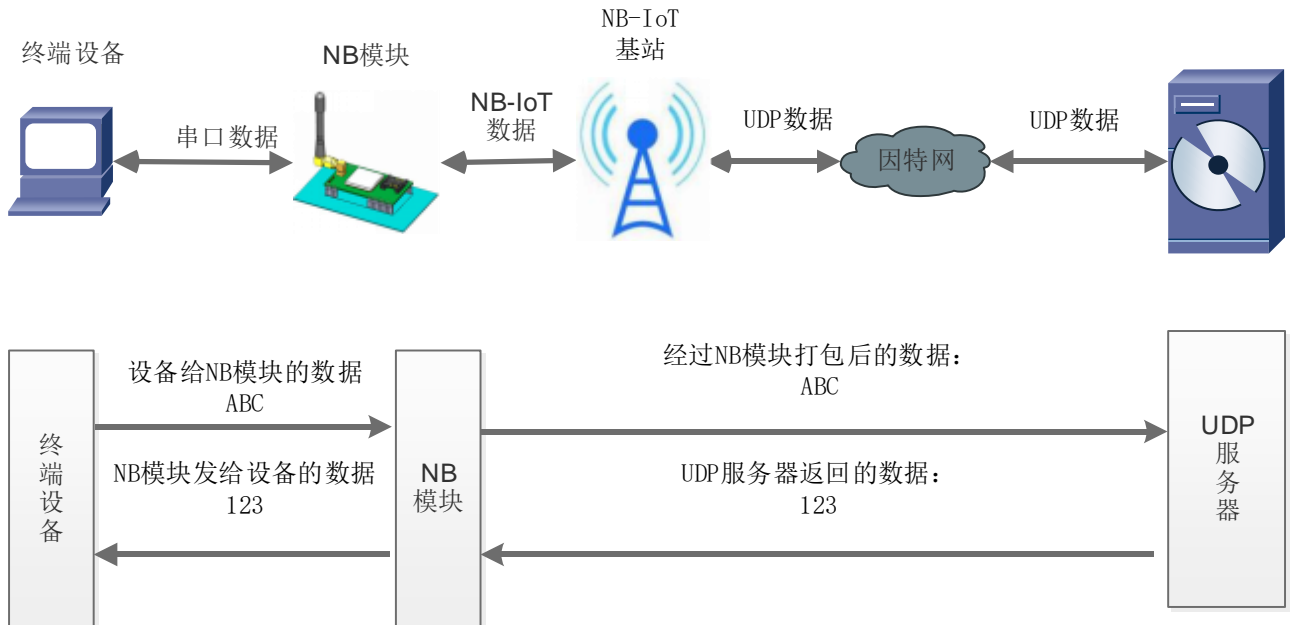 NB-IoT
基站
终端设备
NB模块
NB-IoT
数据
串口数据
UDP数据
因特网
UDP数据
设备给NB模块的数据
ABC
经过NB模块打包后的数据：
ABC
终
端
设
备
NB模块发给设备的数据
123
NB
模块
UDP服务器返回的数据：
123
UDP
服
务
器